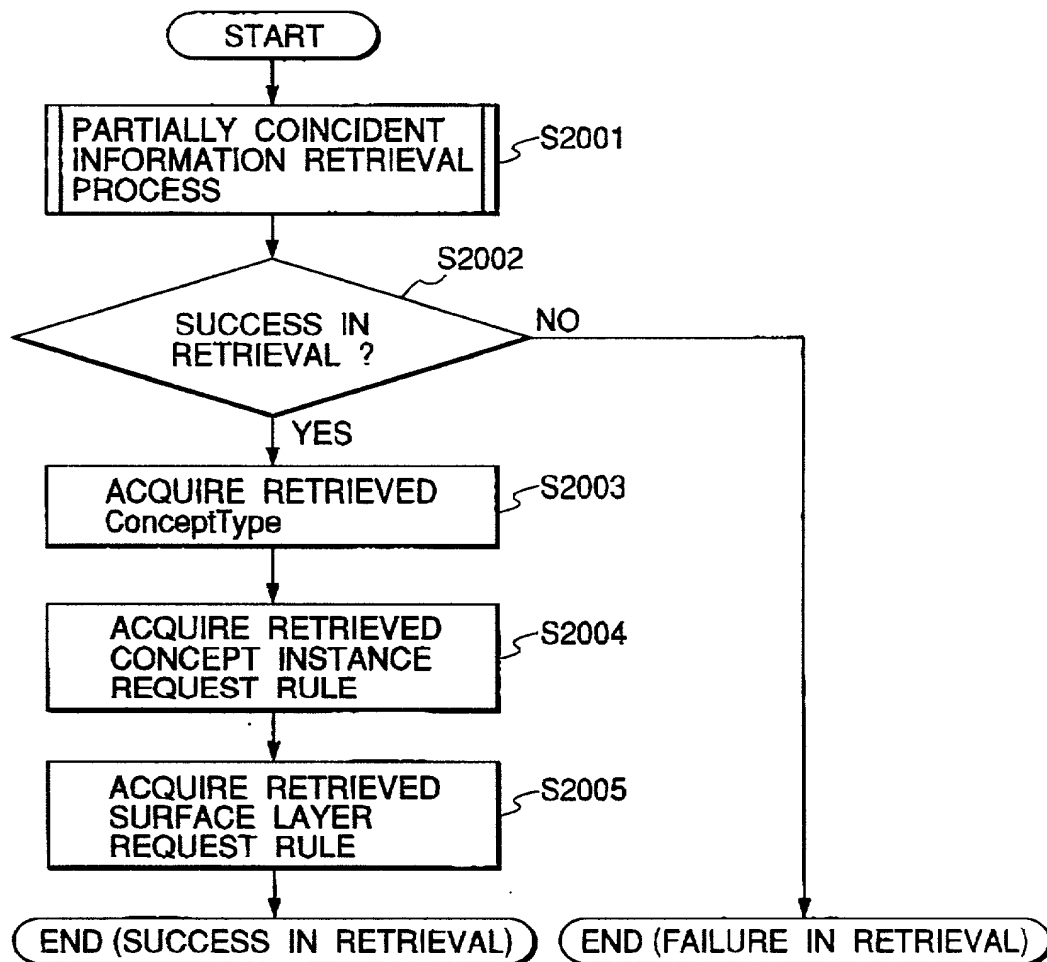 START
PARTIALLY COINCIDENT
INFORMATION RETRIEVAL
PROCESS
S2001
S2002
SUCCESS IN
RETRIEVAL ?
NO
YES
ACQUIRE RETRIEVED
ConceptType
S2003
ACQUIRE RETRIEVED
CONCEPT INSTANCE
REQUEST RULE
S2004
ACQUIRE RETRIEVED
SURFACE LAYER
REQUEST RULE
S2005
END (SUCCESS IN RETRIEVAL)
END (FAILURE IN RETRIEVAL)